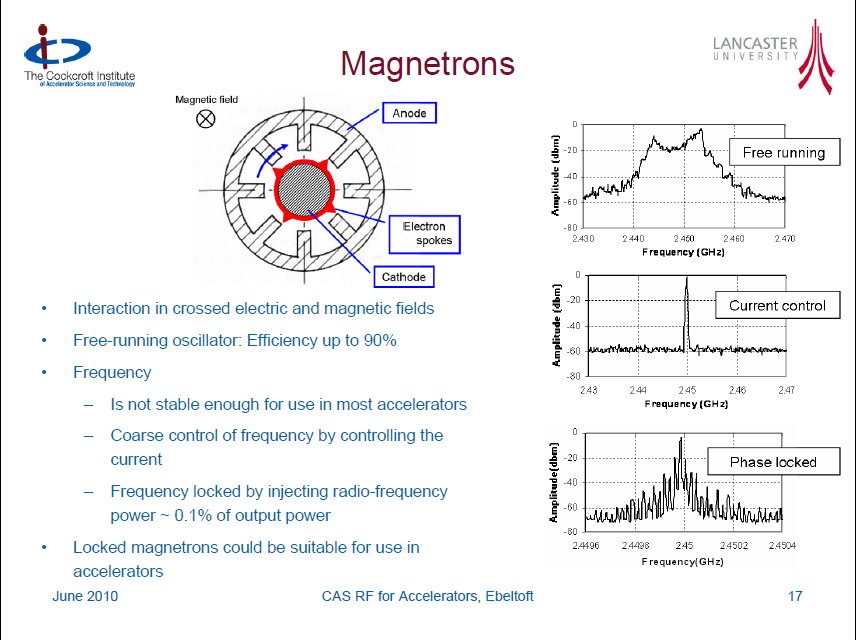 The Cockcroft Institute
of Accelerator Science and Technology
Magnetrons
LANCASTER
UNIVERSITY
Magnetic field
Anode
Electron
spokes
Cathode
Interaction in crossed electric and magnetic fields
Free-running oscillator: Efficiency up to 90%
Frequency
– Is not stable enough for use in most accelerators
– Coarse control of frequency by controlling the
current
– Frequency locked by injecting radio-frequency
power ~ 0.1% of output power
Locked magnetrons could be suitable for use in
accelerators
Free running
Amplitude (dbm)
0
-20
-40
-60
-80
2.430 2.440 2.460 2.460 2.470
Frequency (GHz)
Current control
Amplitude (dbm)
0
-20
-40
-60
-80
2.43 2.44 2.45 2.46 2.47
Frequency (GHz)
Phase locked
Amplitude(dbm)
0
-20
-40
-60
-80
2.4496 2.4498 2.45 2.4502 2.4504
Frequency(GHz)
June 2010
CAS RF for Accelerators, Ebeltoft
17